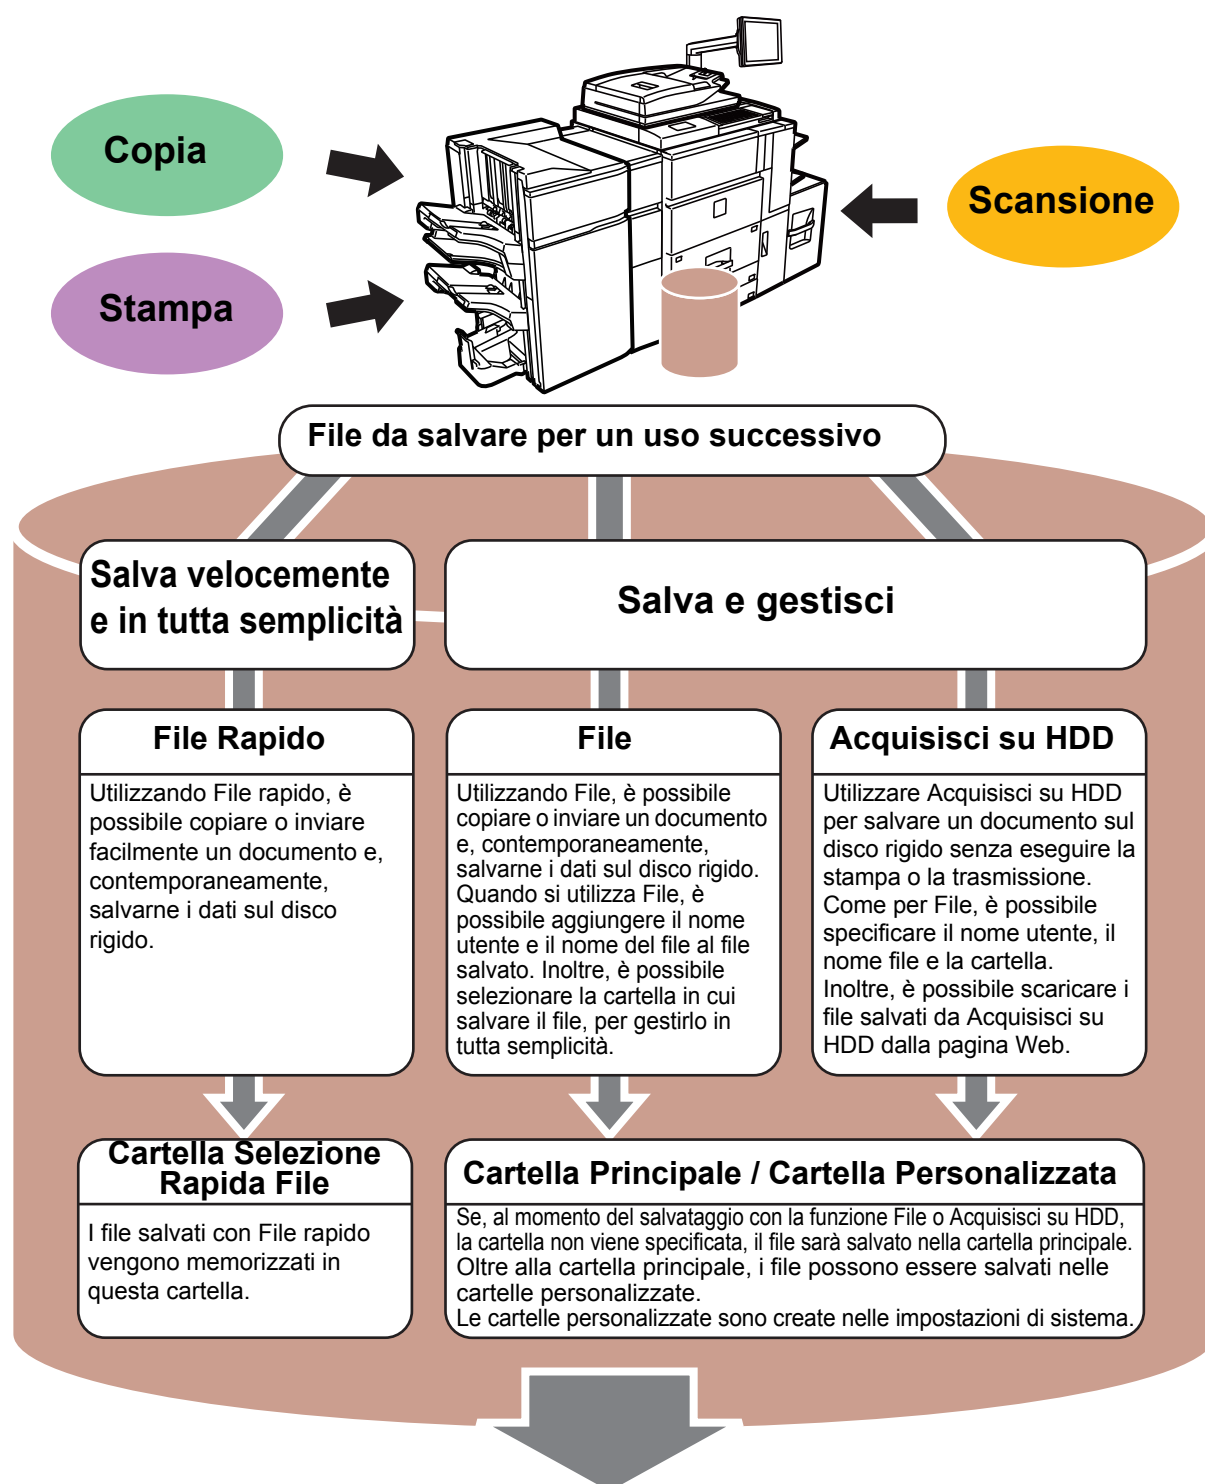 Copia
Scansione
Stampa
File da salvare per un uso successivo
Salva velocemente
e in tutta semplicità
Salva e gestisci
File Rapido
Utilizzando File rapido, è
possibile copiare o inviare
facilmente un documento e,
contemporaneamente,
salvarne i dati sul disco
rigido.
File
Utilizzando File, è possibile
copiare o inviare un documento
e, contemporaneamente,
salvarne i dati sul disco rigido.
Quando si utilizza File, è
possibile aggiungere il nome
utente e il nome del file al file
salvato. Inoltre, è possibile
selezionare la cartella in cui
salvare il file, per gestirlo in
tutta semplicità.
Acquisisci su HDD
Utilizzare Acquisisci su HDD
per salvare un documento sul
disco rigido senza eseguire la
stampa o la trasmissione.
Come per File, è possibile
specificare il nome utente, il
nome file e la cartella.
Inoltre, è possibile scaricare i
file salvati da Acquisisci su
HDD dalla pagina Web.
Cartella Selezione
Rapida File
I file salvati con File rapido
vengono memorizzati in
questa cartella.
Cartella Principale / Cartella Personalizzata
Se, al momento del salvataggio con la funzione File o Acquisisci su HDD,
la cartella non viene specificata, il file sarà salvato nella cartella principale.
Oltre alla cartella principale, i file possono essere salvati nelle
cartelle personalizzate.
Le cartelle personalizzate sono create nelle impostazioni di sistema.